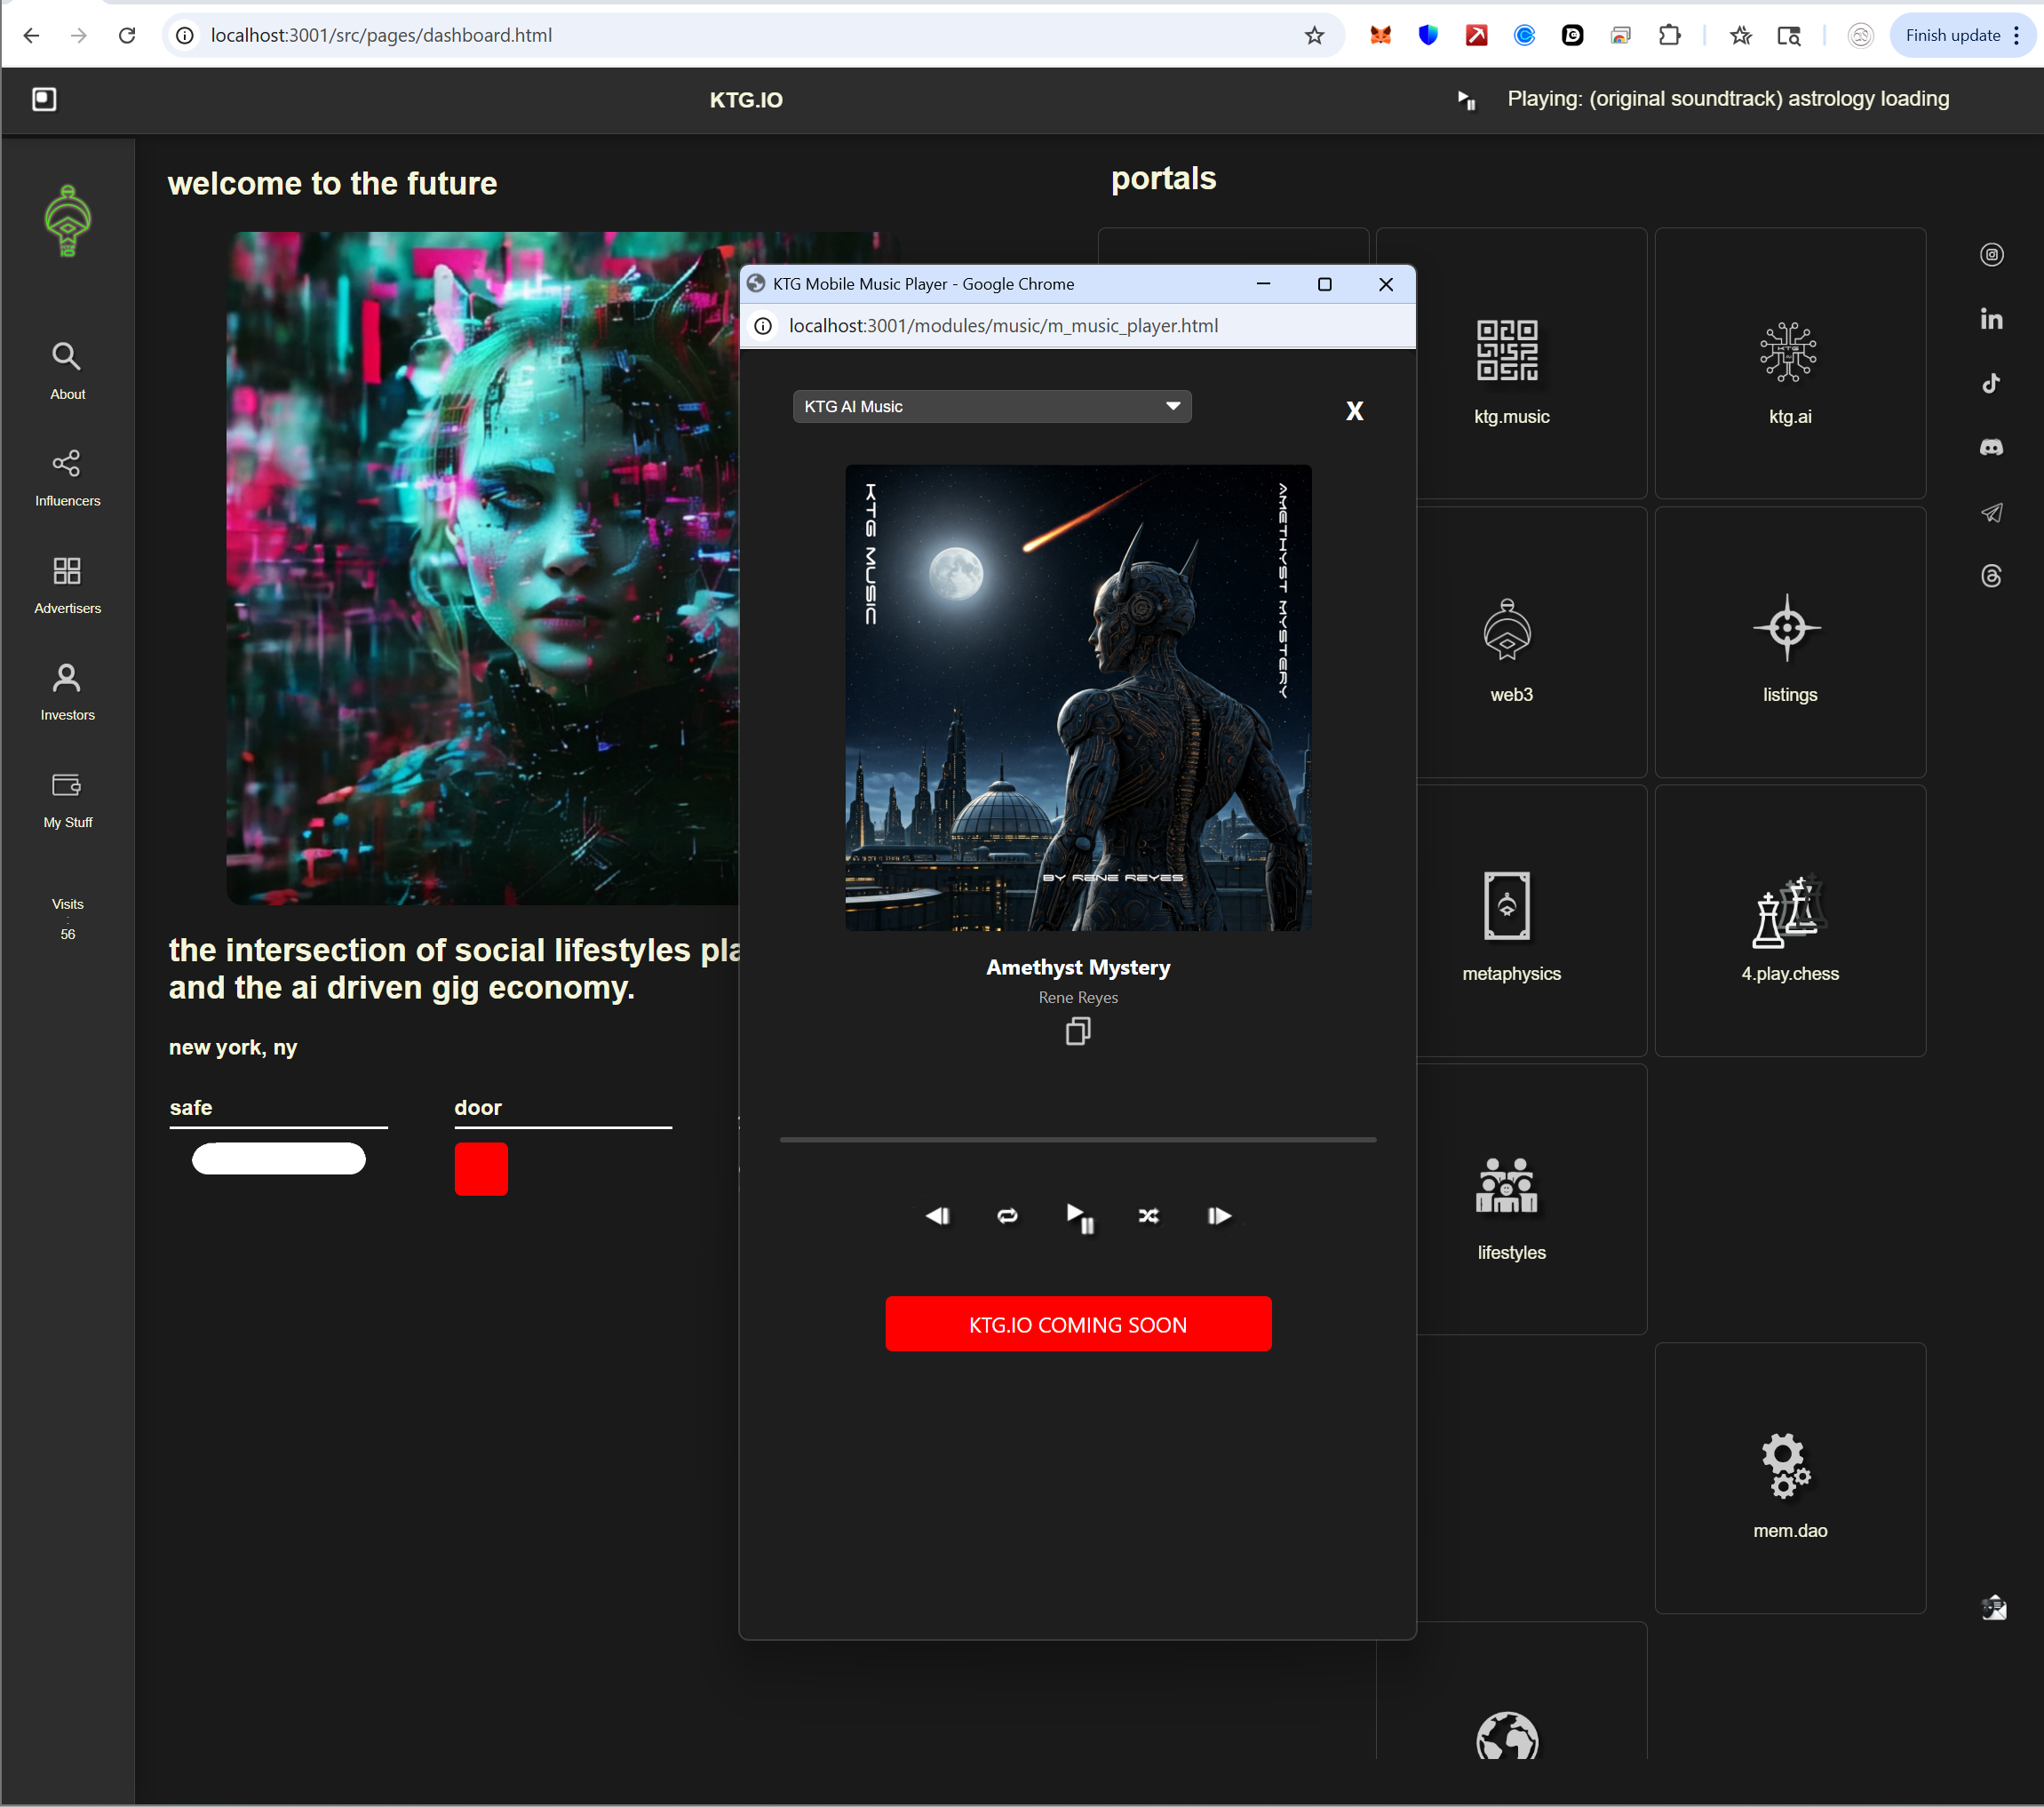 localhost:3001/src/pages/dashboard.html
Finish update
KTG.IO
Playing: (original soundtrack) astrology loading
About
Influencers
Advertisers
Investors
My Stuff
Visits
:
56
welcome to the future
the intersection of social lifestyles pla
and the ai driven gig economy.
new york, ny
safe
door
KTG Mobile Music Player - Google Chrome
localhost:3001/modules/music/m_music_player.html
KTG AI Music
X
KTG MUSIC
AMETHYST MYSTERY
BY RENE REYES
Amethyst Mystery
Rene Reyes
KTG.IO COMING SOON
portals
ktg.music
KTG
ktg.ai
web3
listings
metaphysics
4.play.chess
lifestyles
mem.dao